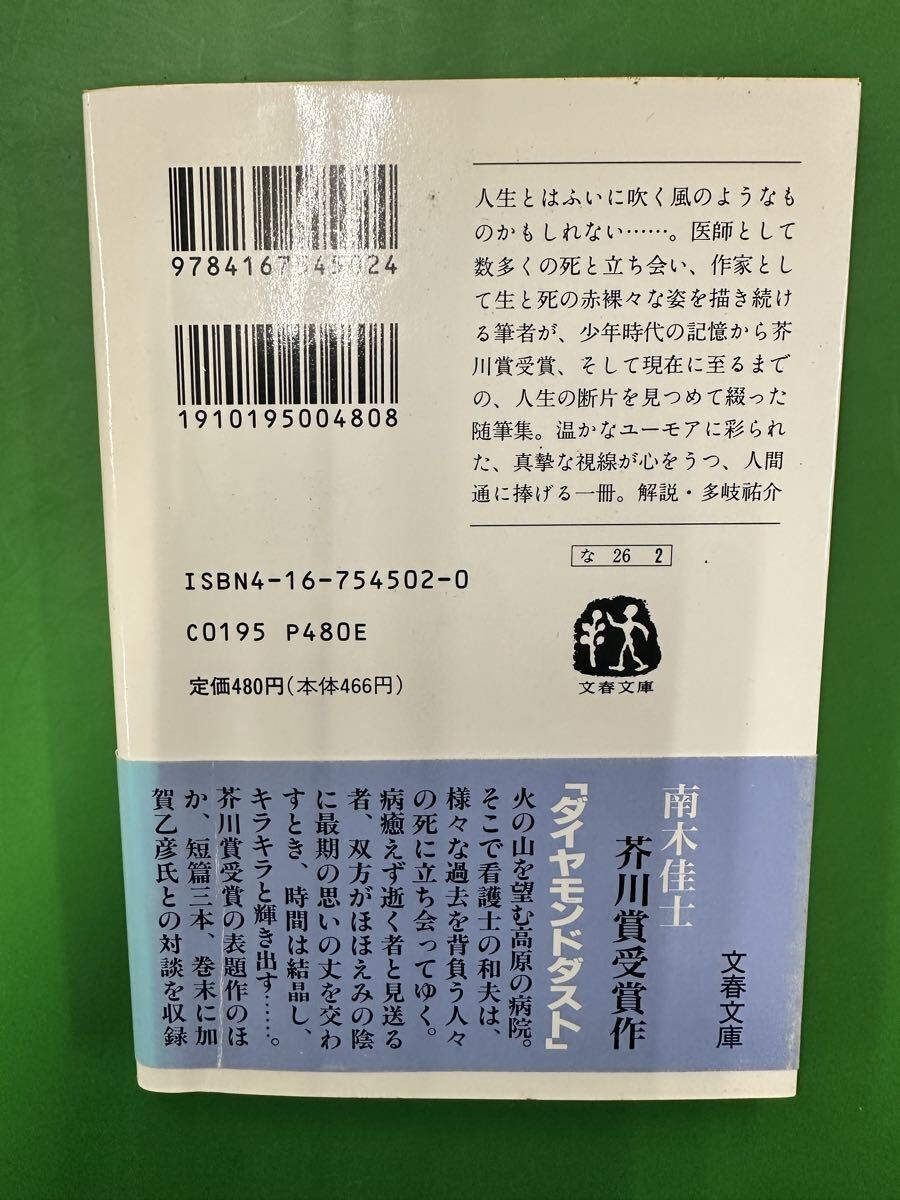 9784167545024
1910195004808
人生とはふいに吹く風のようなも
のかもしれない……。医師として
数多くの死と立ち会い、作家とし
て生と死の赤裸々な姿を描き続け
る筆者が、少年時代の記憶から芥
川賞受賞、そして現在に至るまで
の、人生の断片を見つめて綴った
随筆集。温かなユーモアに彩られ
た、真摯な視線が心をうつ、人間
通に捧げる一冊。解説・多岐祐介
な 26 2
文春文庫
ISBN4-16-754502-0
C0195 P480E
定価480円(本体466円)
文春文庫
南木佳士
芥川賞受賞作
「ダイヤモンドダスト」
火の山を望む高原の病院。
そこで看護士の和夫は、
様々な過去を背負う人々
の死に立ち会ってゆく。
病癒えず逝く者と見送る
者、双方がほほえみの陰
に最期の思いの丈を交わ
すとき、時間は結晶し、
キラキラと輝き出す……。
芥川賞受賞の表題作のほ
か、短篇三本、巻末に加
賀乙彦氏との対談を収録